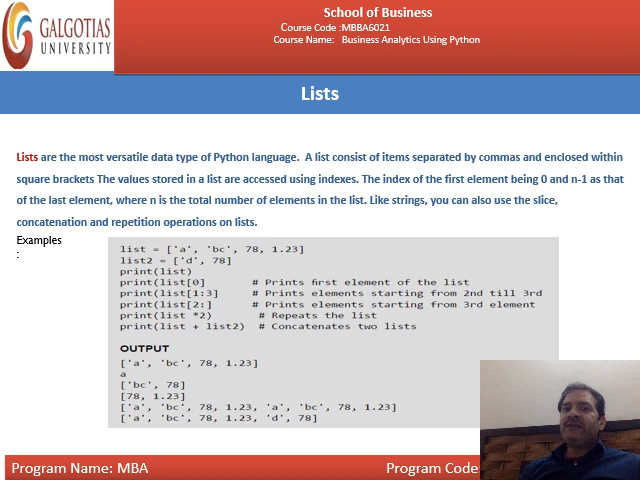 GALGOTIAS
UNIVERSITY
School of Business
Course Code :MBBA6021
Course Name: Business Analytics Using Python
Lists
Lists are the most versatile data type of Python language. A list consist of items separated by commas and enclosed within
square brackets The values stored in a list are accessed using indexes. The index of the first element being 0 and n-1 as that
of the last element, where n is the total number of elements in the list. Like strings, you can also use the slice,
concatenation and repetition operations on lists.
Examples
:
list = ['a', 'bc', 78, 1.23]
list2 = ['d', 78]
print(list)
print(list[0] # Prints first element of the list
print(list[1:3] # Prints elements starting from 2nd till 3rd
print(list[2:] # Prints elements starting from 3rd element
print(list *2) # Repeats the list
print(list + list2) # Concatenates two lists
OUTPUT
['a', 'bc', 78, 1.23]
a
['bc', 78]
[78, 1.23]
['a', 'bc', 78, 1.23, 'a', 'bc', 78, 1.23]
['a', 'bc', 78, 1.23, 'd', 78]
Program Name: MBA
Program Code: